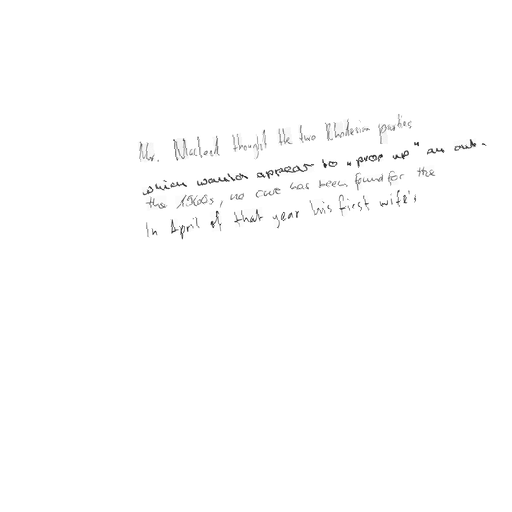 Mr. Macleod thought the two Rhodesian parties
which would appear to "prop up" an out-
the 1960s, no cure has been found for the
In April of that year his first wife's